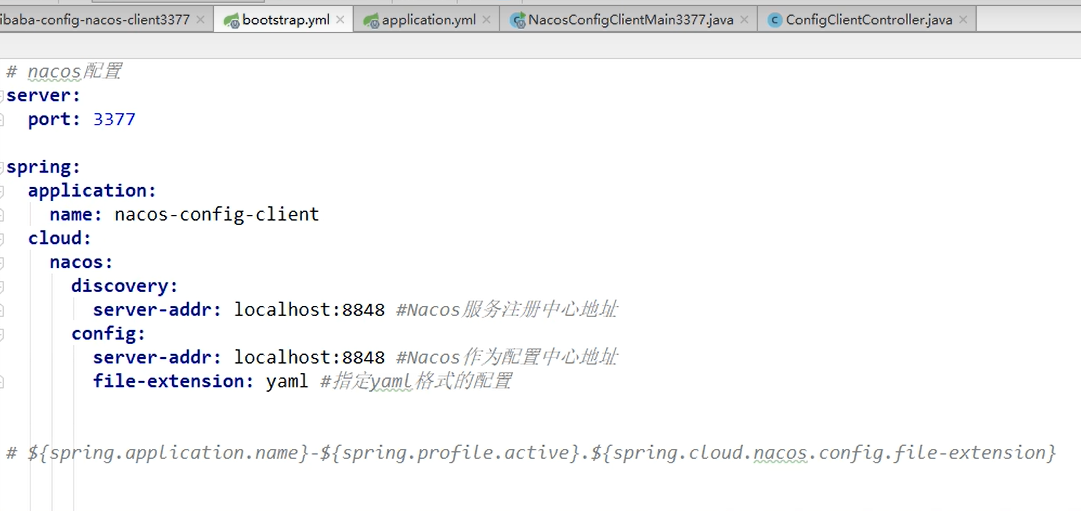 ibaba-config-nacos-client3377 bootstrap.yml application.yml NacosConfigClientMain3377.java ConfigClientController.java
# nacos配置
server:
port: 3377
spring:
application:
name: nacos-config-client
cloud:
nacos:
discovery:
server-addr: localhost:8848 #Nacos服务注册中心地址
config:
server-addr: localhost:8848 #Nacos作为配置中心地址
file-extension: yaml #指定yaml格式的配置
# ${spring.application.name}-${spring.profile.active}.${spring.cloud.nacos.config.file-extension}